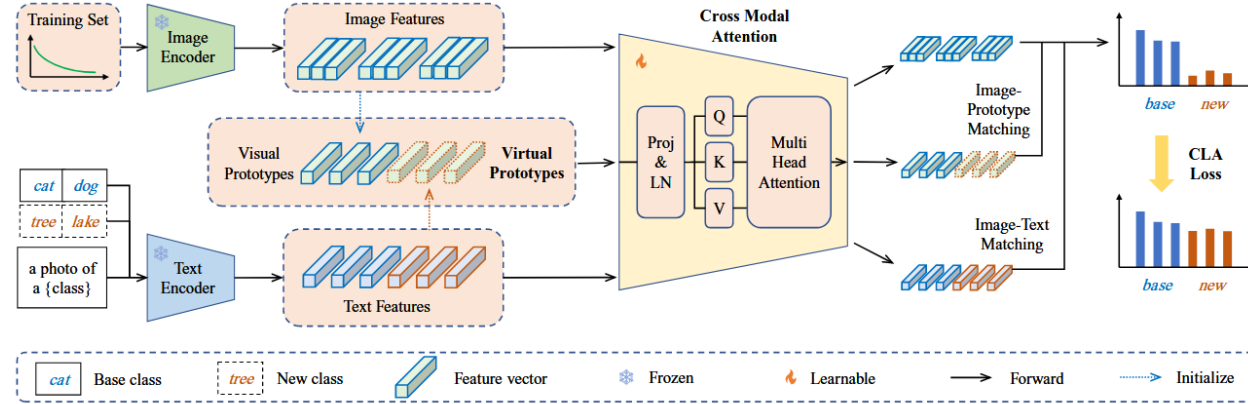 Training Set
Image
Encoder
Image Features
Cross Modal
Attention
Visual
Prototypes
Virtual
Prototypes
Proj
&
LN
Q
K
V
Multi
Head
Attention
Image-
Prototype
Matching
base
new
CLA
Loss
cat
dog
tree
lake
a photo of
a {class}
Text
Encoder
Text Features
Image-Text
Matching
base
new
cat
Base class
tree
New class
Feature vector
Frozen
Learnable
Forward
Initialize